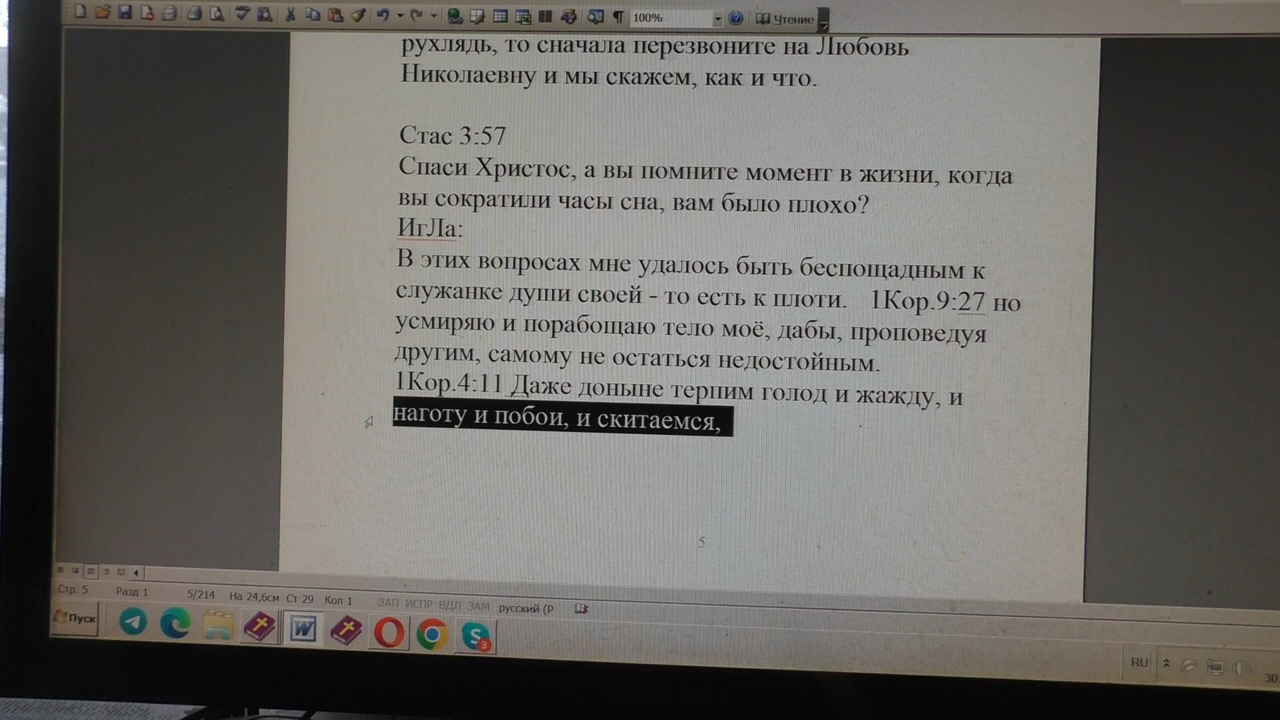 100%
Чтение
рухлядь, то сначала перезвоните на Любовь
Николаевну и мы скажем, как и что.
Стас 3:57
Спаси Христос, а вы помните момент в жизни, когда
вы сократили часы сна, вам было плохо?
ИгЛа:
В этих вопросах мне удалось быть беспощадным к
служанке души своей - то есть к плоти. 1Кор.9:27 но
усмиряю и порабощаю тело моё, дабы, проповедуя
другим, самому не остаться недостойным.
1Кор.4:11 Даже доныне терпим голод и жажду, и
наготу и побои, и скитаемся,
5
Стр. 5 Разд 1 5/214 На 24,6см Ст 29 Кол 1 ЗАП ИСПР ВДЛ ЗАМ русский (Р
Пуск
RU
30.